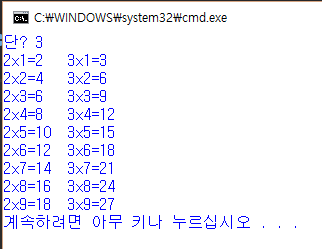 C:₩WINDOWS₩system32₩cmd.exe
단? 3
2x1=2   3x1=3
2x2=4   3x2=6
2x3=6   3x3=9
2x4=8   3x4=12
2x5=10  3x5=15
2x6=12  3x6=18
2x7=14  3x7=21
2x8=16  3x8=24
2x9=18  3x9=27
계속하려면 아무 키나 누르십시오 . . .